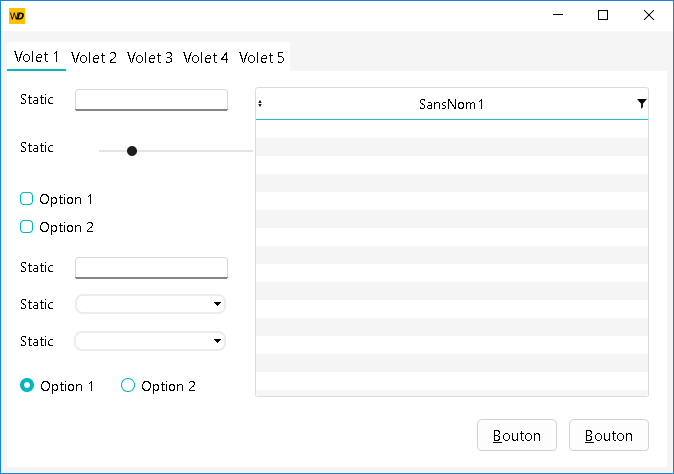 WD
Volet 1 Volet 2 Volet 3 Volet 4 Volet 5
Static
SansNom1
Static
Option 1
Option 2
Static
Static
Static
Option 1 Option 2
Bouton Bouton